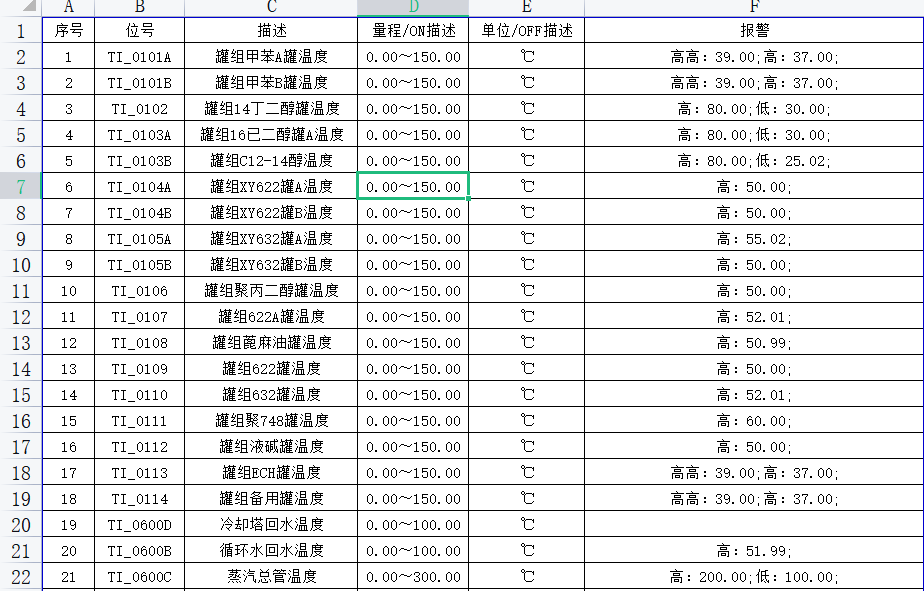 A B C D E F
1 序号 位号 描述 量程/ON描述 单位/OFF描述 报警
2 1 TI_0101A 罐组甲苯A罐温度 0.00～150.00 ℃ 高高：39.00;高：37.00;
3 2 TI_0101B 罐组甲苯B罐温度 0.00～150.00 ℃ 高高：39.00;高：37.00;
4 3 TI_0102 罐组14丁二醇罐温度 0.00～150.00 ℃ 高：80.00;低：30.00;
5 4 TI_0103A 罐组16已二醇罐A温度 0.00～150.00 ℃ 高：80.00;低：30.00;
6 5 TI_0103B 罐组C12-14醇温度 0.00～150.00 ℃ 高：80.00;低：25.02;
7 6 TI_0104A 罐组XY622罐A温度 0.00～150.00 ℃ 高：50.00;
8 7 TI_0104B 罐组XY622罐B温度 0.00～150.00 ℃ 高：50.00;
9 8 TI_0105A 罐组XY632罐A温度 0.00～150.00 ℃ 高：55.02;
10 9 TI_0105B 罐组XY632罐B温度 0.00～150.00 ℃ 高：50.00;
11 10 TI_0106 罐组聚丙二醇罐温度 0.00～150.00 ℃ 高：50.00;
12 11 TI_0107 罐组622A罐温度 0.00～150.00 ℃ 高：52.01;
13 12 TI_0108 罐组蓖麻油罐温度 0.00～150.00 ℃ 高：50.99;
14 13 TI_0109 罐组622罐温度 0.00～150.00 ℃ 高：50.00;
15 14 TI_0110 罐组632罐温度 0.00～150.00 ℃ 高：52.01;
16 15 TI_0111 罐组聚748罐温度 0.00～150.00 ℃ 高：60.00;
17 16 TI_0112 罐组液碱罐温度 0.00～150.00 ℃ 高：50.00;
18 17 TI_0113 罐组ECH罐温度 0.00～150.00 ℃ 高高：39.00;高：37.00;
19 18 TI_0114 罐组备用罐温度 0.00～150.00 ℃ 高高：39.00;高：37.00;
20 19 TI_0600D 冷却塔回水温度 0.00～100.00 ℃
21 20 TI_0600B 循环水回水温度 0.00～100.00 ℃ 高：51.99;
22 21 TI_0600C 蒸汽总管温度 0.00～300.00 ℃ 高：200.00;低：100.00;